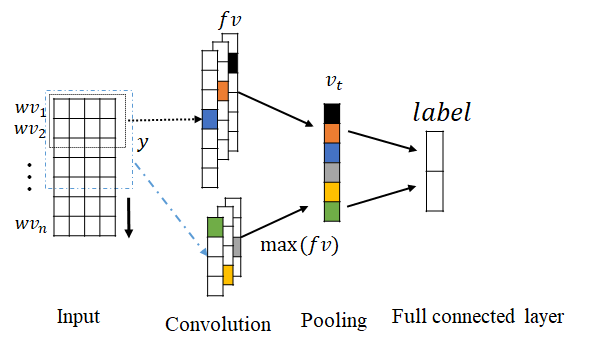 fv
wv1
wv2
y
wvn
vt
label
max(fv)
Input
Convolution
Pooling
Full connected layer